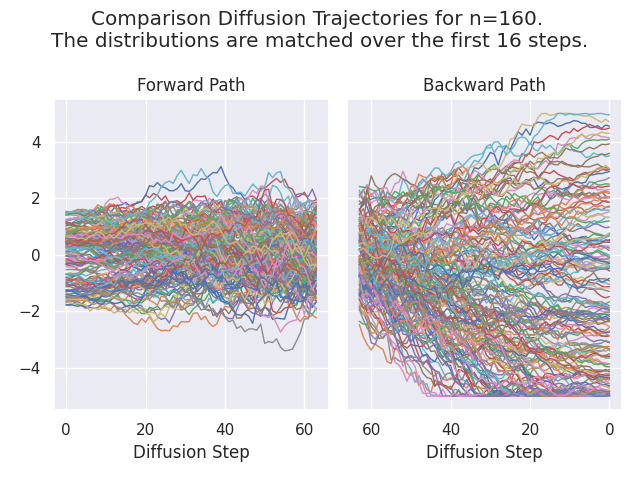 Comparison Diffusion Trajectories for n=160.
The distributions are matched over the first 16 steps.
Forward Path
Backward Path
4
2
0
−2
−4
0 20 40 60
60 40 20 0
Diffusion Step
Diffusion Step